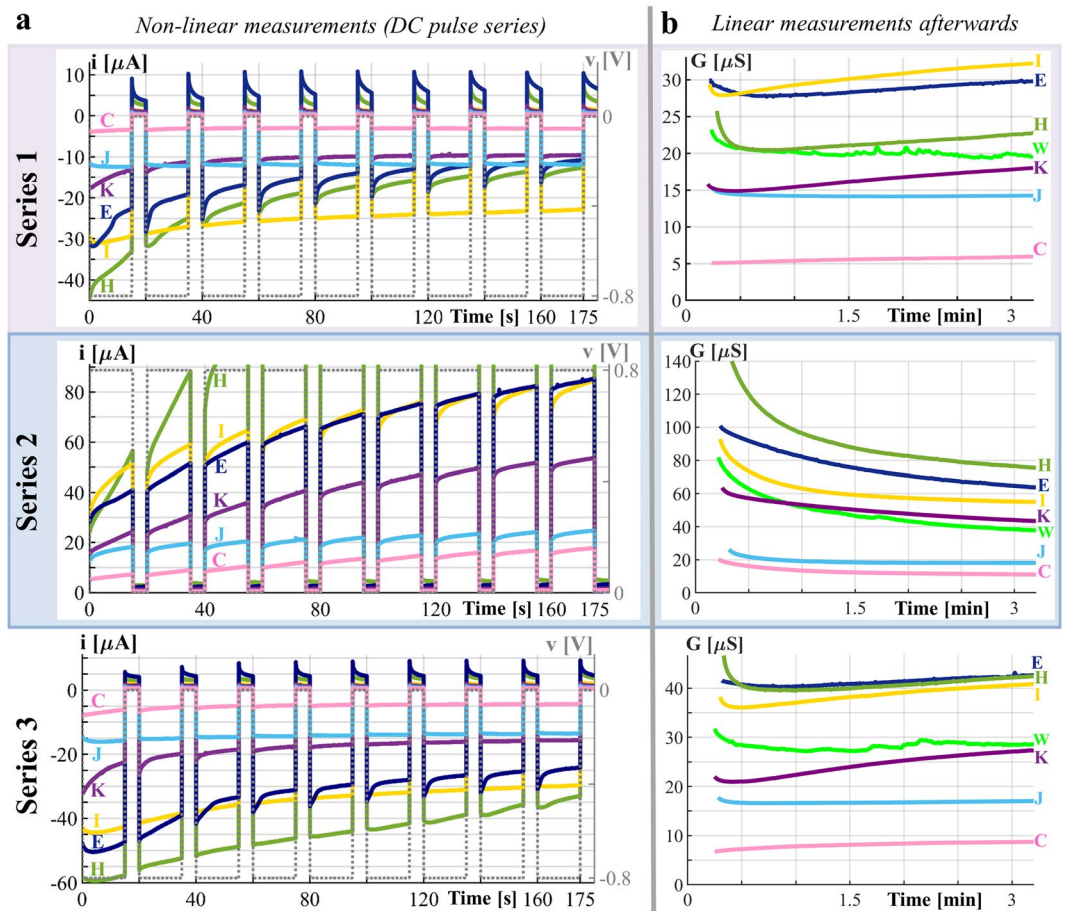 a Non-linear measurements (DC pulse series)
b Linear measurements afterwards
Series 1
i [µA]
v [V]
10
0
-10
-20
-30
-40
0
-0.8
C
J
K
E
I
H
0 40 80 120 Time [s] 160 175
G [µS]
30
25
20
15
10
5
0
I
E
H
W
K
J
C
0 1.5 Time [min] 3
Series 2
i [µA]
v [V]
80
60
40
20
0
0.8
0
H
I
E
K
J
C
0 40 80 120 Time [s] 160 175
G [µS]
140
120
100
80
60
40
20
0
H
E
I
K
W
J
C
0 1.5 Time [min] 3
Series 3
i [µA]
v [V]
0
-20
-40
-60
0
-0.8
C
J
K
I
E
H
0 40 80 120 Time [s] 160 175
G [µS]
40
30
20
10
0
E
H
I
W
K
J
C
0 1.5 Time [min] 3